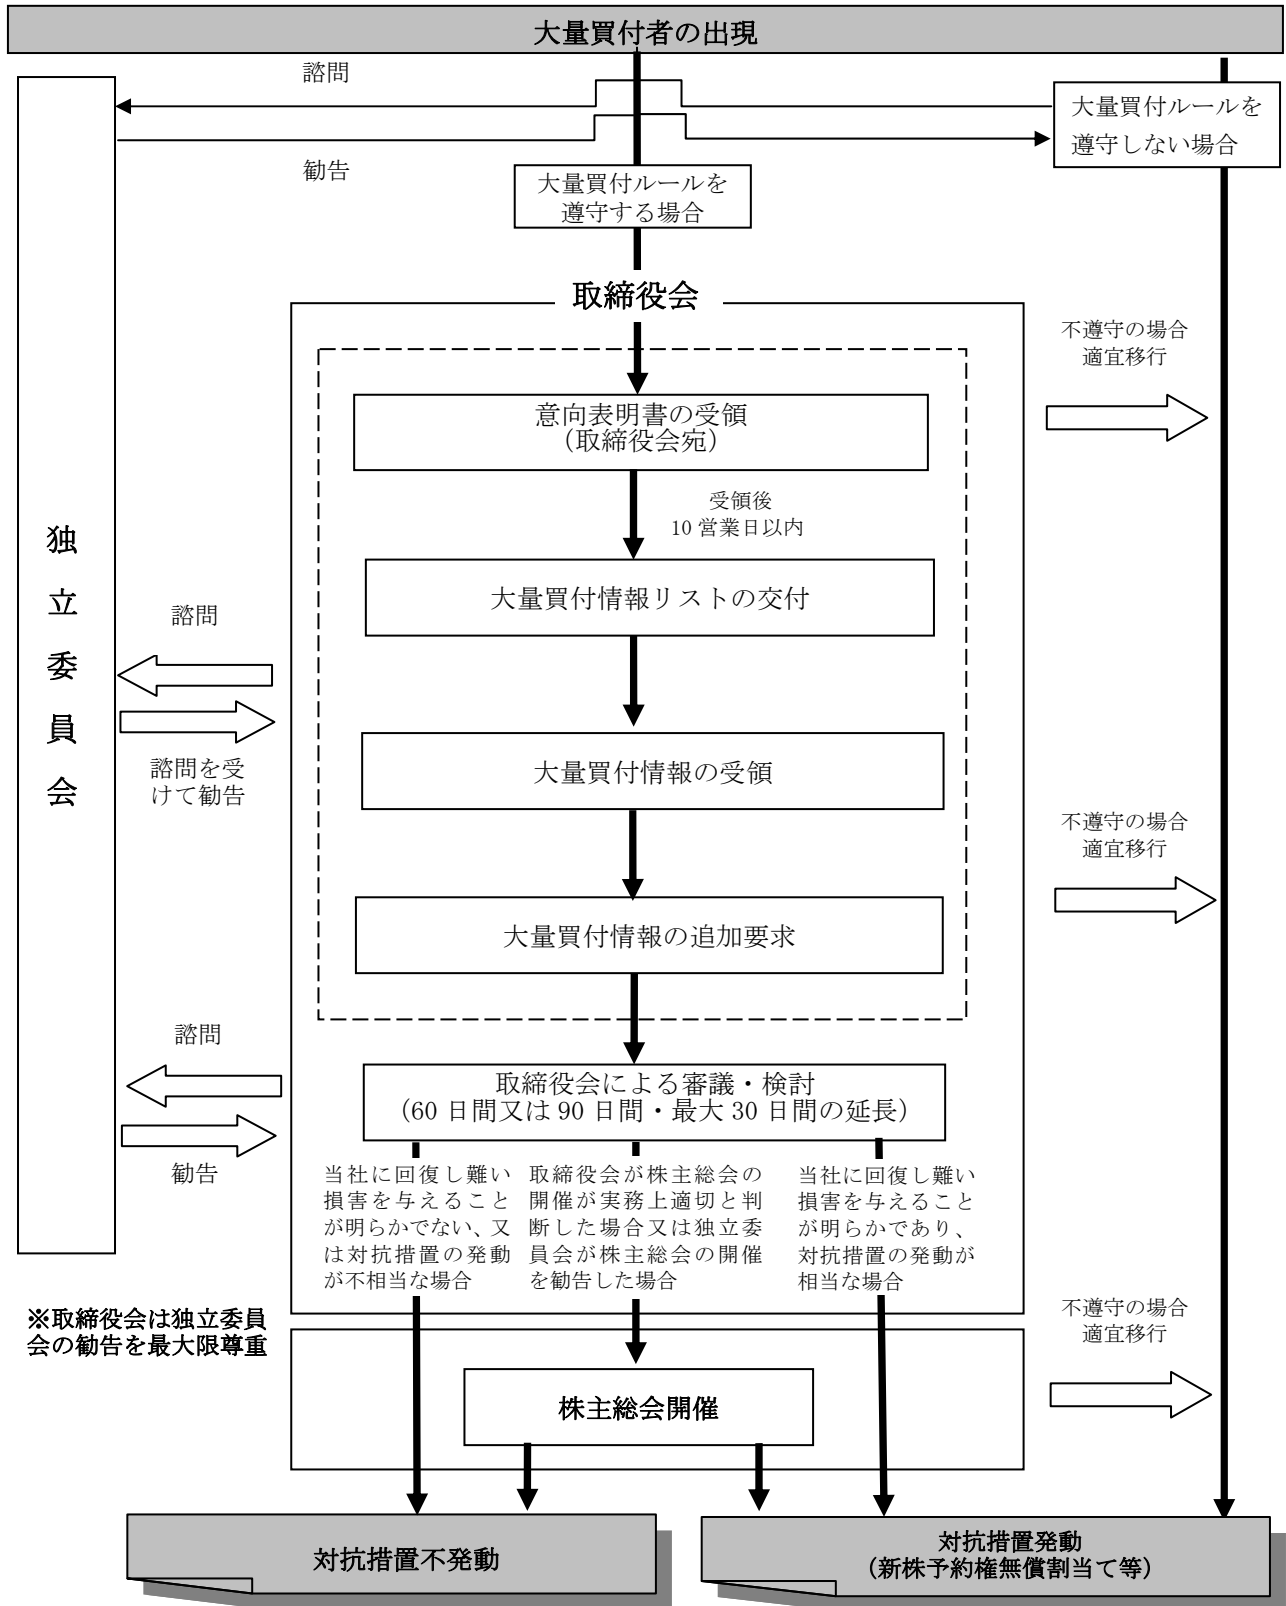 大量買付者の出現
諮問
大量買付ルールを
遵守しない場合
勧告
大量買付ルールを
遵守する場合
取締役会
不遵守の場合
適宜移行
意向表明書の受領
（取締役会宛）
受領後
10 営業日以内
大量買付情報リストの交付
独
立
委
員
会
諮問
諮問を受
けて勧告
大量買付情報の受領
不遵守の場合
適宜移行
大量買付情報の追加要求
諮問
勧告
取締役会による審議・検討
（60 日間又は 90 日間・最大 30 日間の延長）
当社に回復し難い
損害を与えること
が明らかでない、又
は対抗措置の発動
が不相当な場合
取締役会が株主総会の
開催が実務上適切と判
断した場合又は独立委
員会が株主総会の開催
を勧告した場合
当社に回復し難い
損害を与えること
が明らかであり、
対抗措置の発動が
相当な場合
※取締役会は独立委員
会の勧告を最大限尊重
不遵守の場合
適宜移行
株主総会開催
対抗措置不発動
対抗措置発動
（新株予約権無償割当て等）